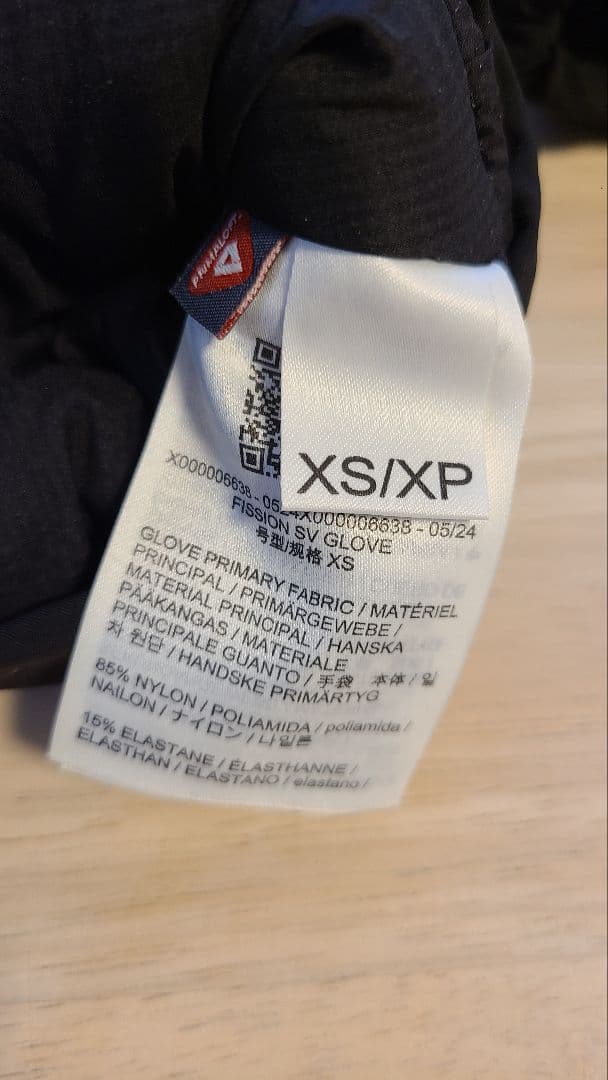 PRIMALOFT
XS/XP
X000006638 - 0524X000006638 - 05/24
FISSION SV GLOVE
号型/规格 XS
GLOVE PRIMARY FABRIC / MATÉRIEL
PRINCIPAL / PRIMÄRGEWEBE /
MATERIAL PRINCIPAL / HANSKA
PÄÄKANGAS / MATERIALE
PRINCIPALE GUANTO / 手袋 本体 / 일
차 원단 / HANDSKE PRIMÄRTYG
85% NYLON / POLIAMIDA / poliamida /
NAILON / ナイロン / 나일론
15% ELASTANE / ÉLASTHANNE /
ELASTHAN / ELASTANO / elastano /